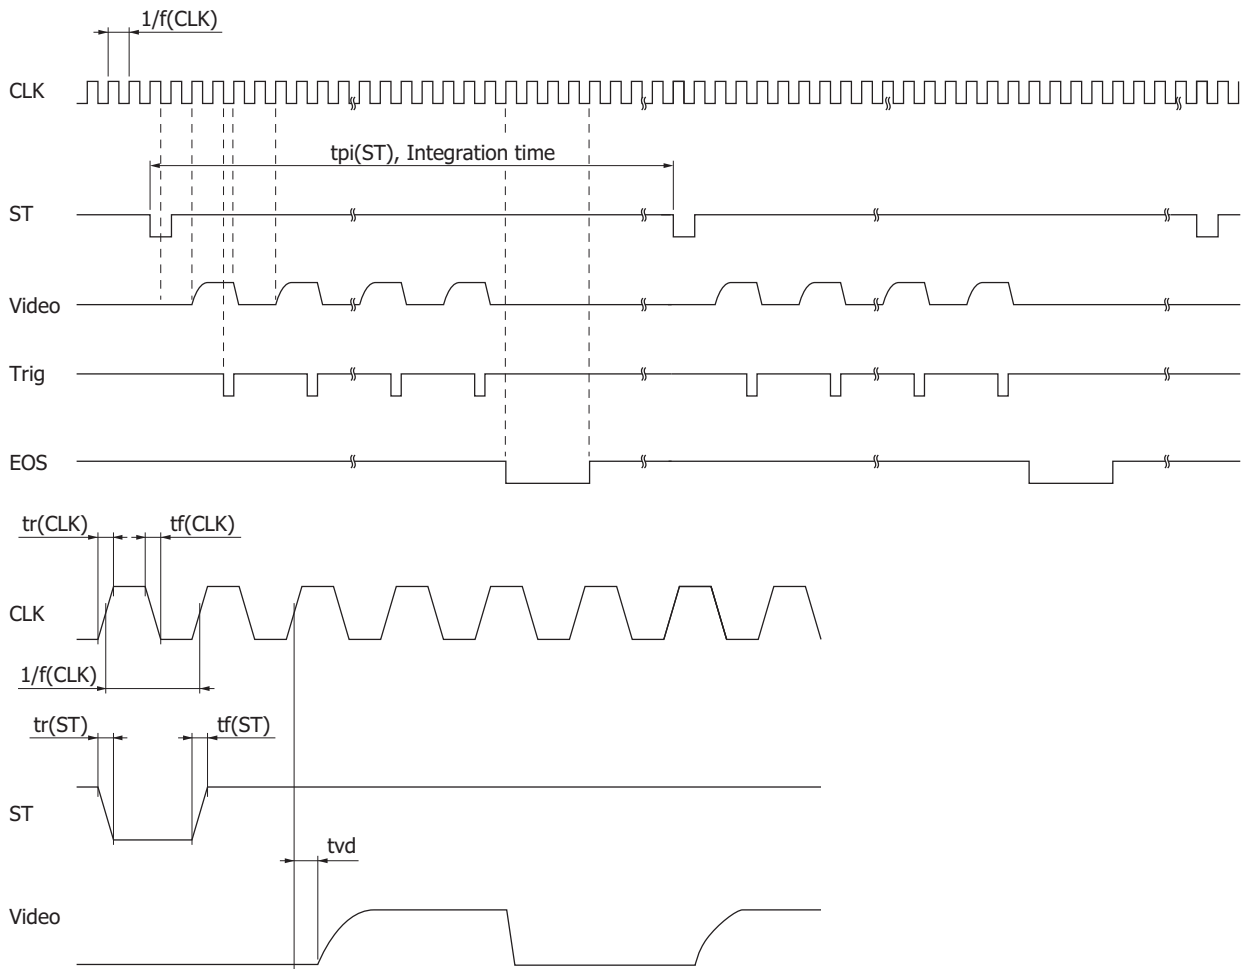 1/f(CLK)
CLK
tpi(ST), Integration time
ST
Video
Trig
EOS
tr(CLK) tf(CLK)
CLK
1/f(CLK)
tr(ST) tf(ST)
ST
tvd
Video